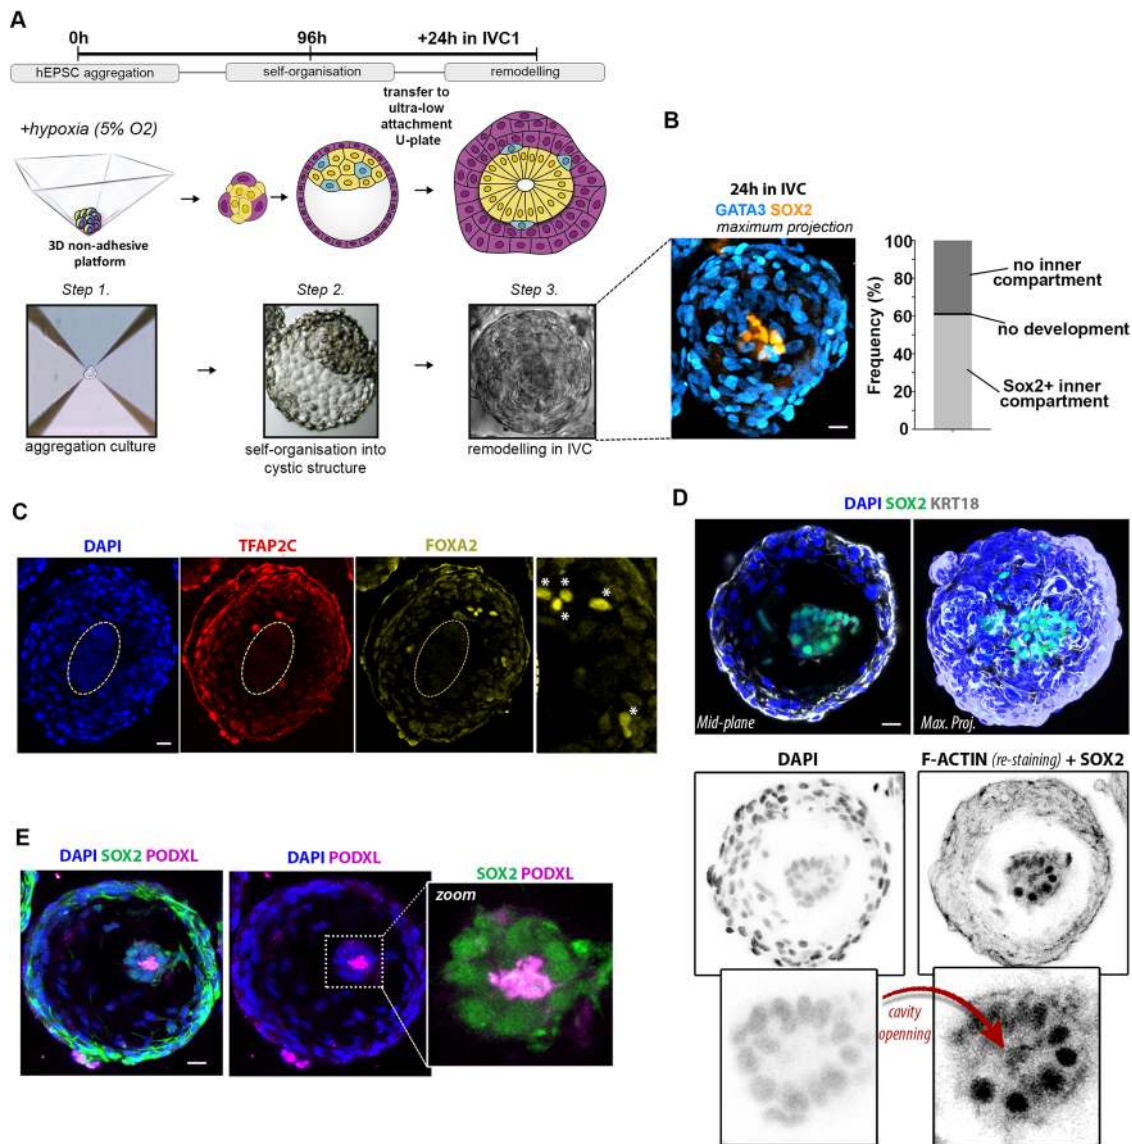 A
0h
96h
+24h in IVC1
hEPSC aggregation
self-organisation
remodelling
+hypoxia (5% O2)
transfer to
ultra-low
attachment
U-plate
3D non-adhesive
platform
Step 1.
Step 2.
Step 3.
aggregation culture
self-organisation into
cystic structure
remodelling in IVC
B
24h in IVC
GATA3 SOX2
maximum projection
Frequency (%)
100
80
60
40
20
0
no inner
compartment
no development
Sox2+ inner
compartment
C
DAPI
TFAP2C
FOXA2
* * *
*
*
D
DAPI SOX2 KRT18
Mid-plane
Max. Proj.
DAPI
F-ACTIN (re-staining) + SOX2
cavity
openning
E
DAPI SOX2 PODXL
DAPI PODXL
SOX2 PODXL
zoom